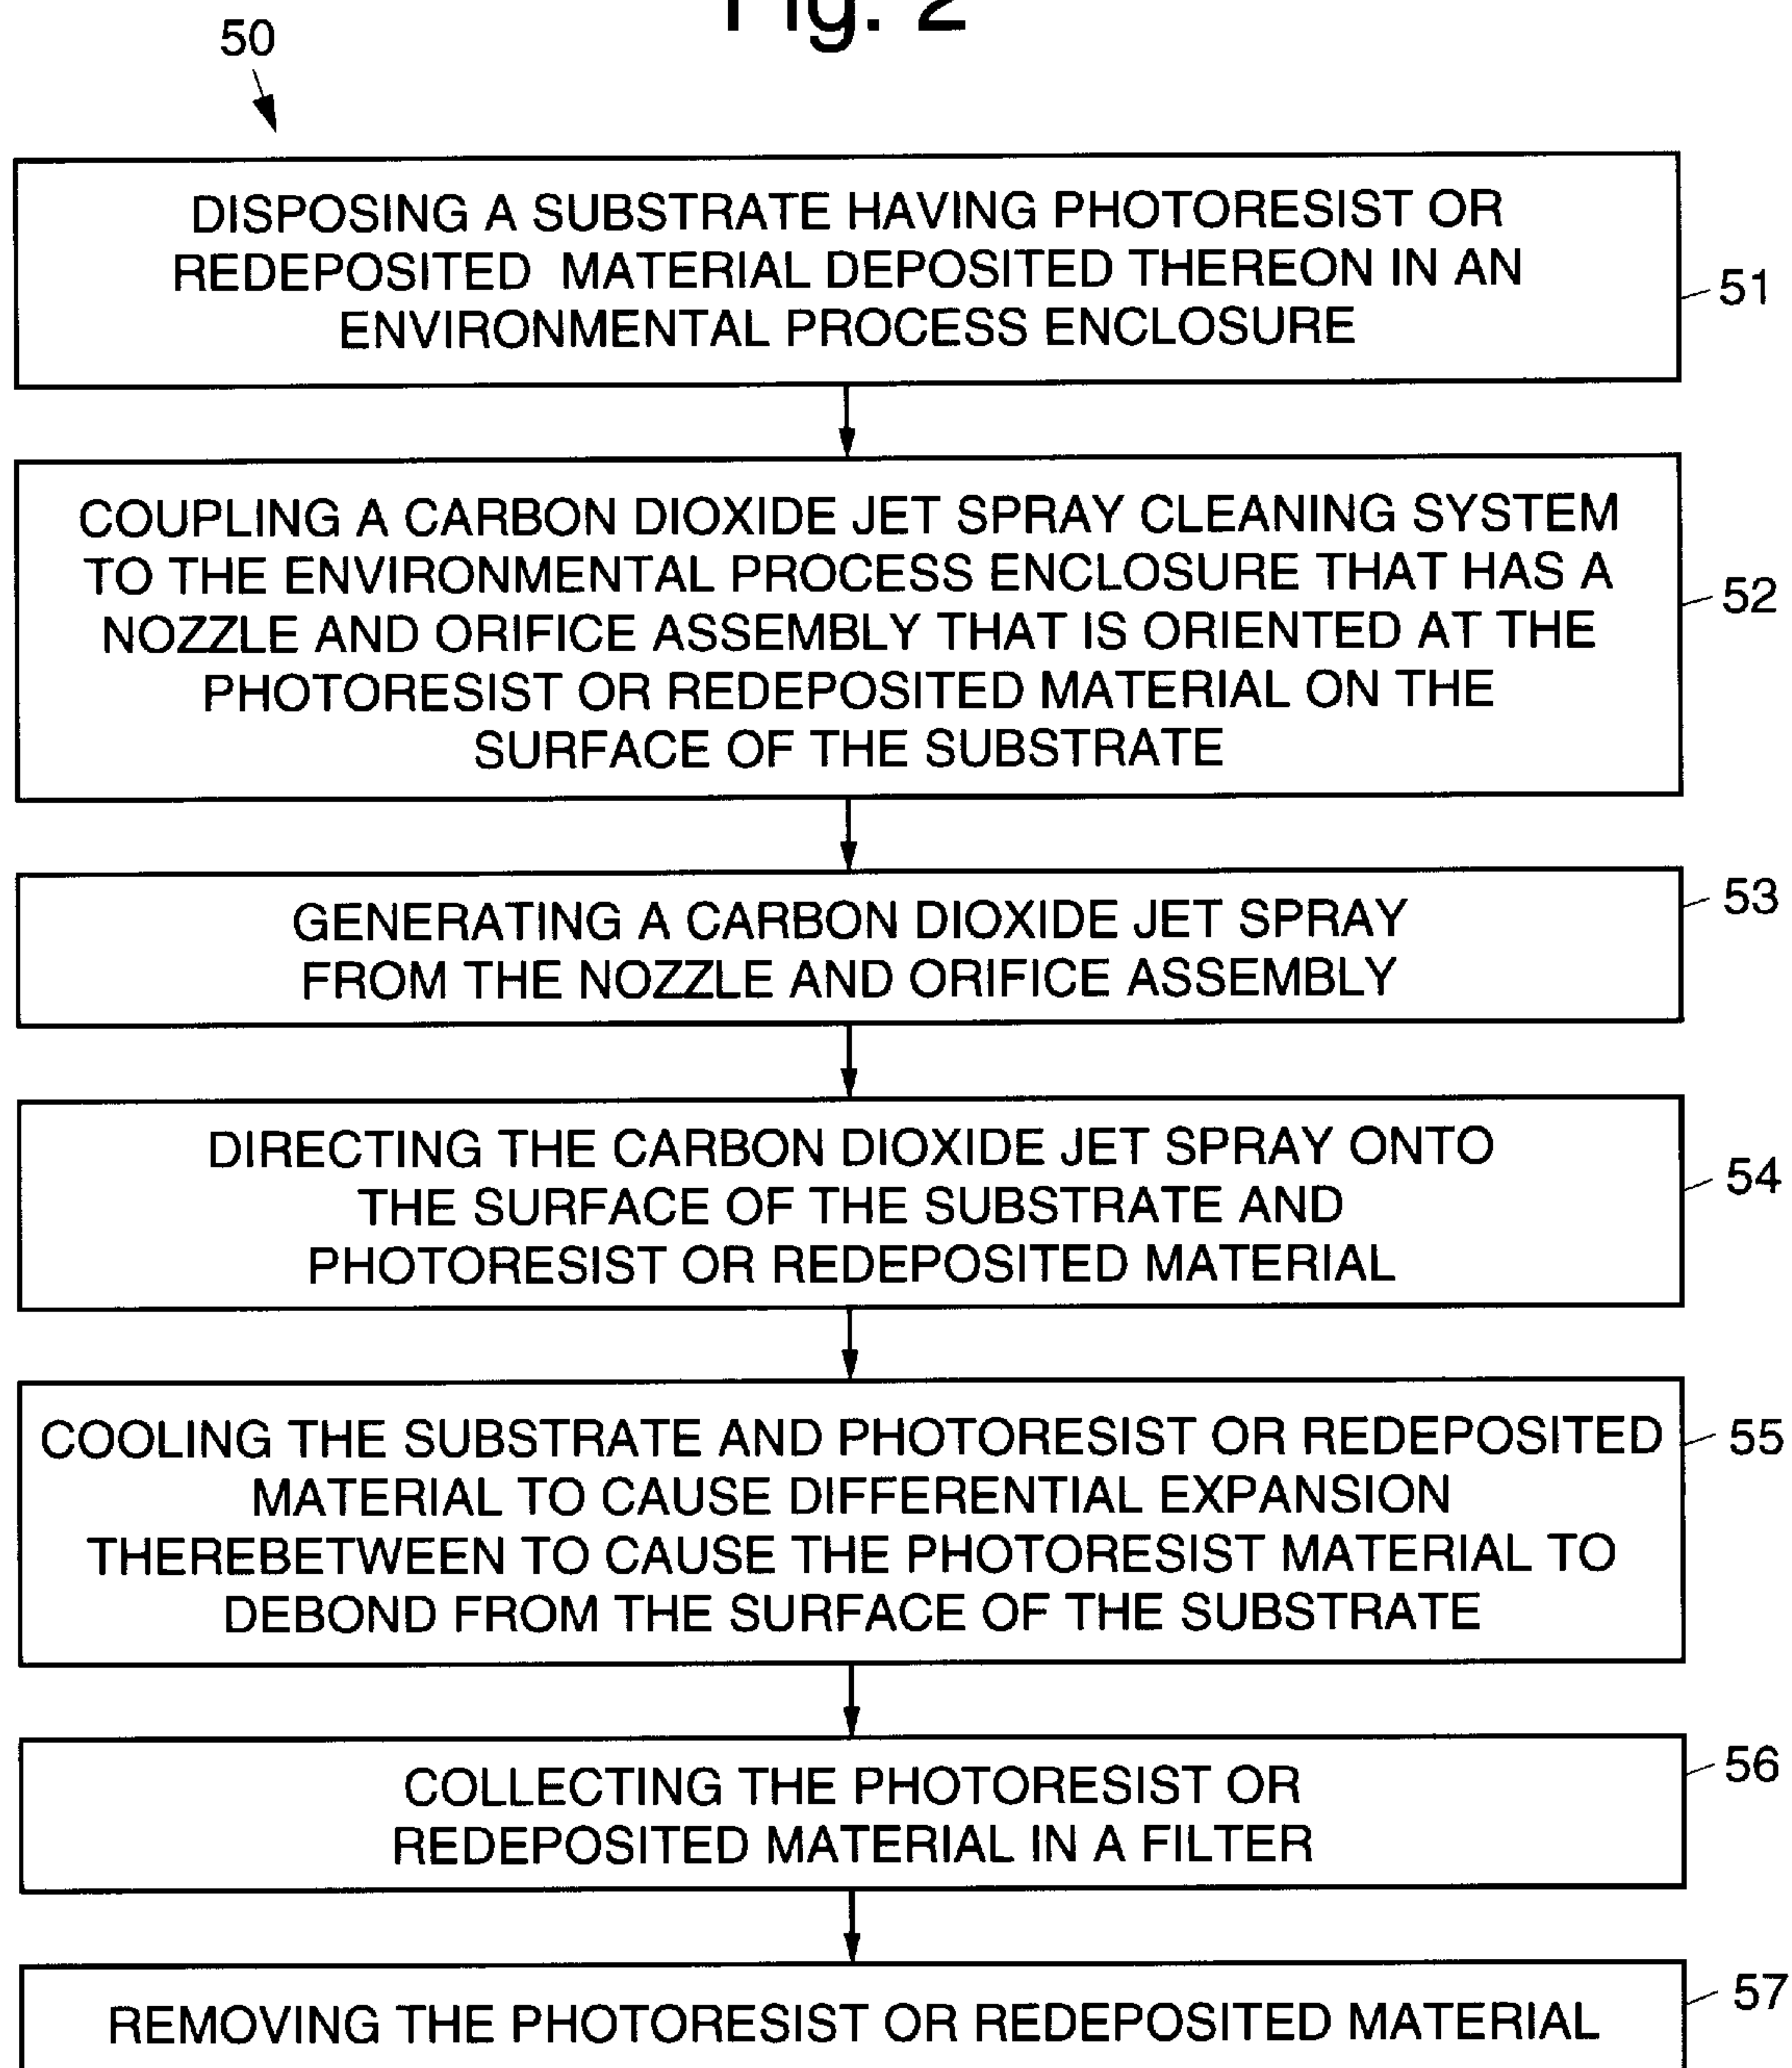 Fig. 2
50
DISPOSING A SUBSTRATE HAVING PHOTORESIST OR
REDEPOSITED MATERIAL DEPOSITED THEREON IN AN
ENVIRONMENTAL PROCESS ENCLOSURE
51
COUPLING A CARBON DIOXIDE JET SPRAY CLEANING SYSTEM
TO THE ENVIRONMENTAL PROCESS ENCLOSURE THAT HAS A
NOZZLE AND ORIFICE ASSEMBLY THAT IS ORIENTED AT THE
PHOTORESIST OR REDEPOSITED MATERIAL ON THE
SURFACE OF THE SUBSTRATE
52
GENERATING A CARBON DIOXIDE JET SPRAY
FROM THE NOZZLE AND ORIFICE ASSEMBLY
53
DIRECTING THE CARBON DIOXIDE JET SPRAY ONTO
THE SURFACE OF THE SUBSTRATE AND
PHOTORESIST OR REDEPOSITED MATERIAL
54
COOLING THE SUBSTRATE AND PHOTORESIST OR REDEPOSITED
MATERIAL TO CAUSE DIFFERENTIAL EXPANSION
THEREBETWEEN TO CAUSE THE PHOTORESIST MATERIAL TO
DEBOND FROM THE SURFACE OF THE SUBSTRATE
55
COLLECTING THE PHOTORESIST OR
REDEPOSITED MATERIAL IN A FILTER
56
REMOVING THE PHOTORESIST OR REDEPOSITED MATERIAL
57